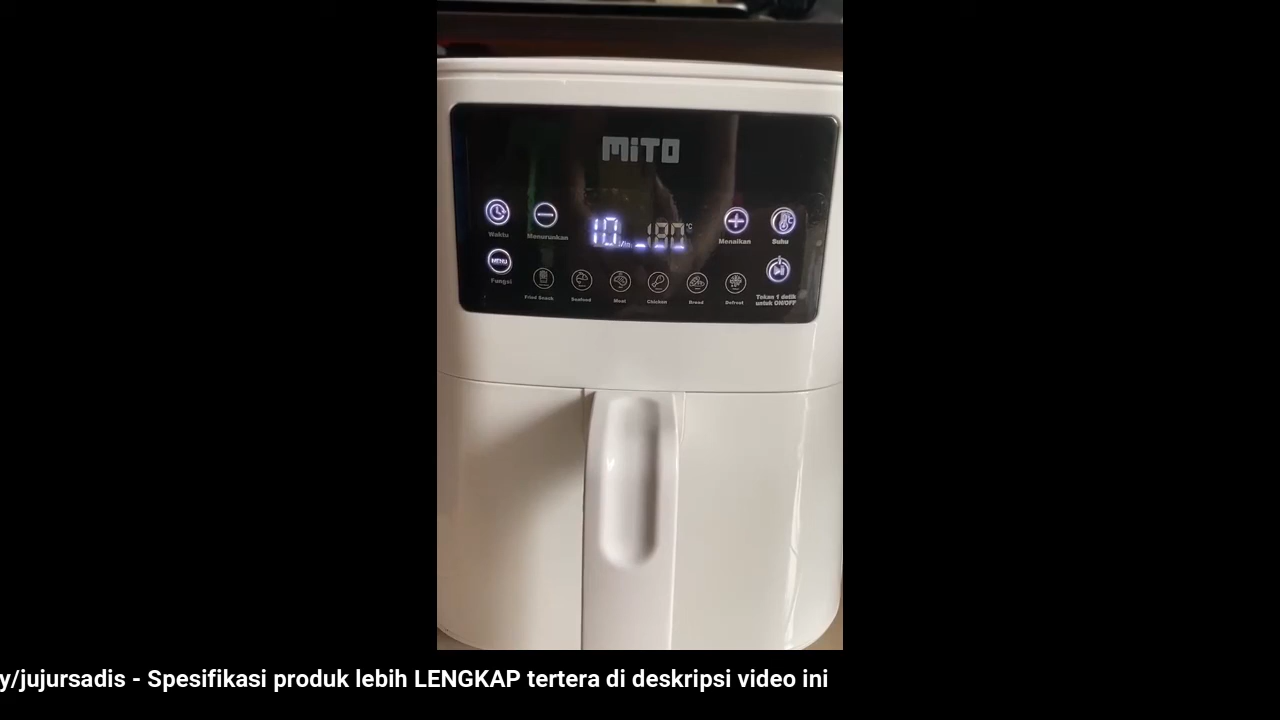 MiTO
Waktu
Menurunkan
10
180
°C
Menaikan
Suhu
MENU
Fungsi
Fried Snack
Seafood
Meat
Chicken
Bread
Defrost
Tekan 1 detik
untuk ON/OFF
y/jujursadis - Spesifikasi produk lebih LENGKAP tertera di deskripsi video ini